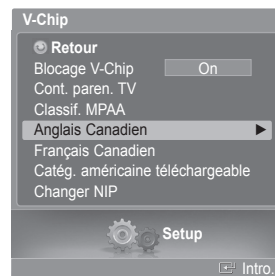 V-Chip
Retour
Blocage V-Chip On
Cont. paren. TV
Classif. MPAA
Anglais Canadien
Français Canadien
Catég. américaine téléchargeable
Changer NIP
Setup
Intro.